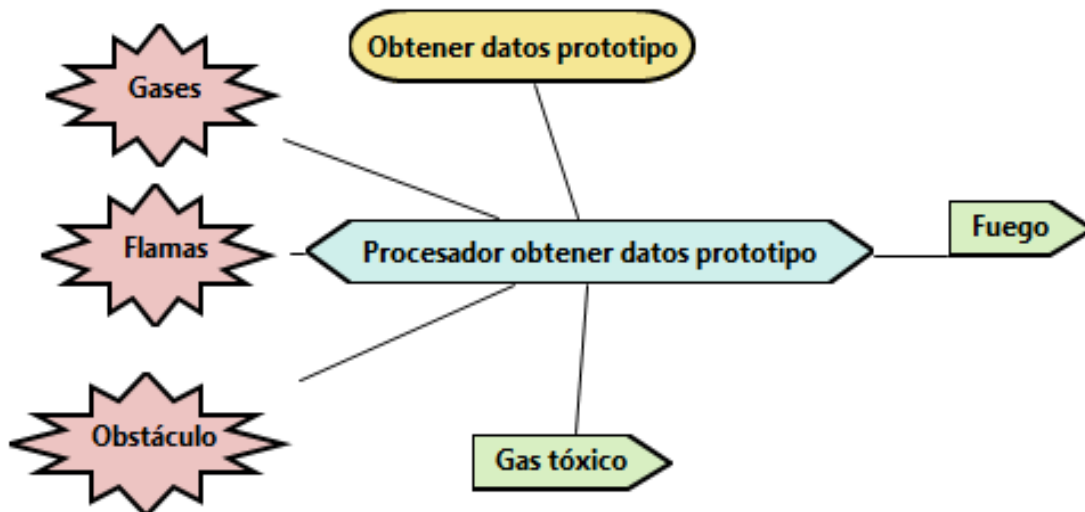 Gases
Obtener datos prototipo
Flamas
Procesador obtener datos prototipo
Fuego
Obstáculo
Gas tóxico